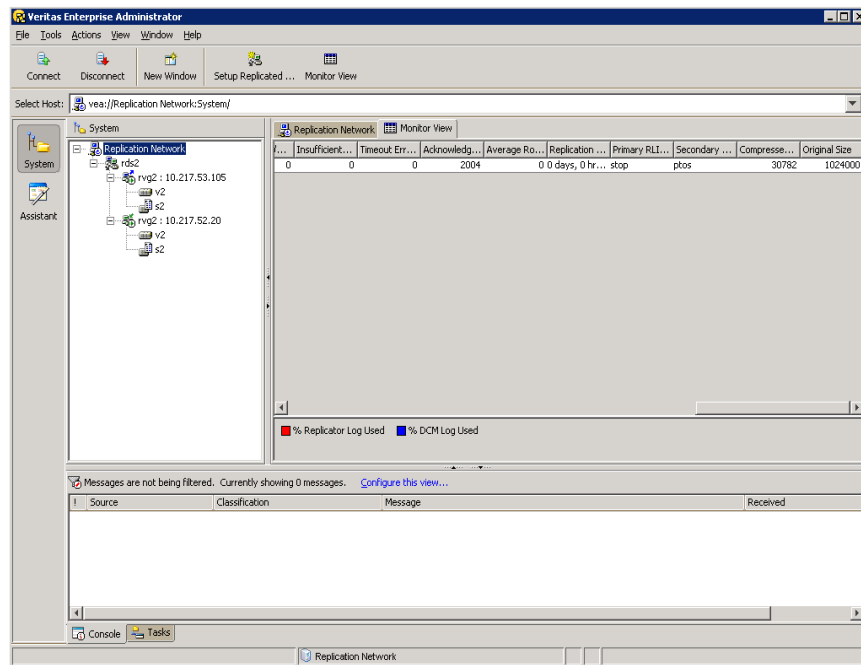 Veritas Enterprise Administrator
File Tools Actions View Window Help
Connect Disconnect New Window Setup Replicated ... Monitor View
Select Host: vea://Replication Network:System/
System
Assistant
System
Replication Network
rds2
rvg2 : 10.217.53.105
v2
s2
rvg2 : 10.217.52.20
v2
s2
Replication Network Monitor View
Insufficient... Timeout Err... Acknowledg... Average Ro... Replication ... Primary RLI... Secondary ... Compresse... Original Size
0 0 0 2004 0 0 days, 0 hr... stop ptos 30782 1024000
% Replicator Log Used % DCM Log Used
Messages are not being filtered. Currently showing 0 messages. Configure this view...
! Source Classification Message Received
Console Tasks
Replication Network